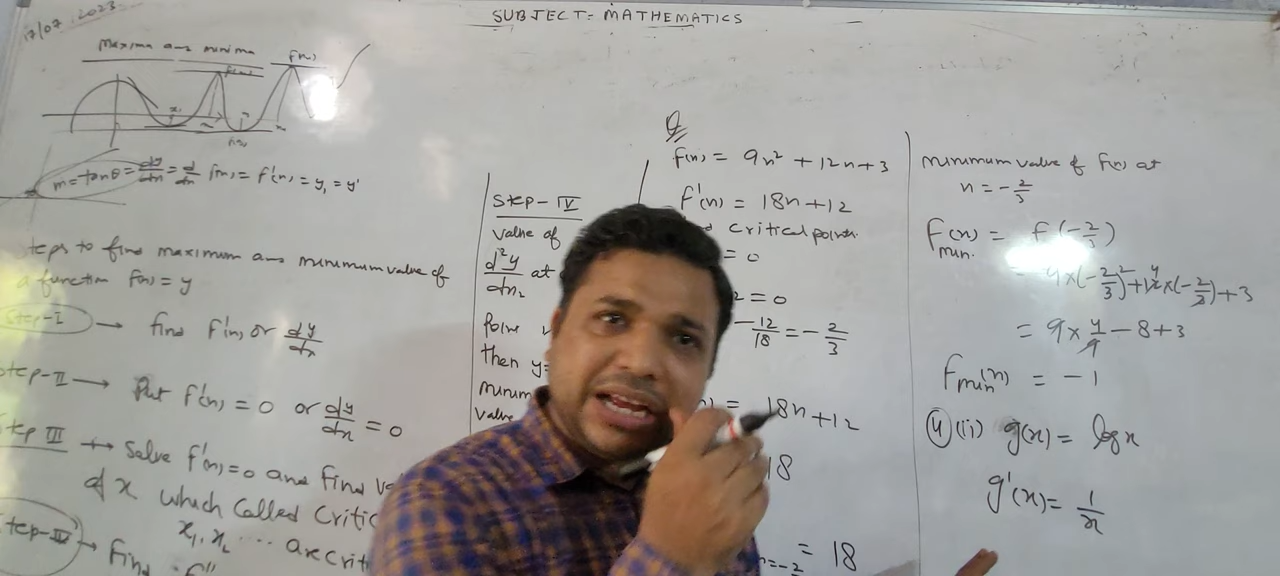 17/07/2023
SUBJECT = MATHEMATICS
Maxima and minima
f(x)
m = tanθ = dy/dx = d/dx f(x) = f'(x) = y₁ = y'
steps to find maximum and minimum value of
a function f(x) = y
Step-I → find f'(x) or dy/dx
Step-II → Put f'(x) = 0 or dy/dx = 0
Step III → Solve f'(x) = 0 and find
of x which called
x₁, x₂ ... are
Step-IV → Find f''
Step-IV
value of
d²y/dx² at
Point
then y
minimum
value
Q
f(x) = 9x² + 12x + 3
f'(x) = 18x + 12
critical points.
= 0
2 = 0
-12/18 = -2/3
= 18x + 12
18
= 18
minimum value of f(x) at
x = -2/3
f(x) min. = f(-2/3)
= 9×(-2/3)² + 12×(-2/3) + 3
= 9 × 4/9 - 8 + 3
fmin(x) = -1
4 (ii) g(x) = log x
g'(x) = 1/x